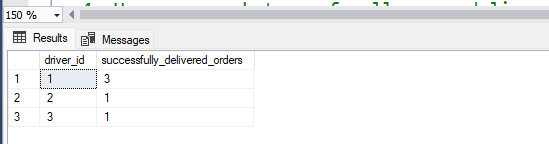 150 %
Results Messages
driver_id successfully_delivered_orders
1 1 3
2 2 1
3 3 1